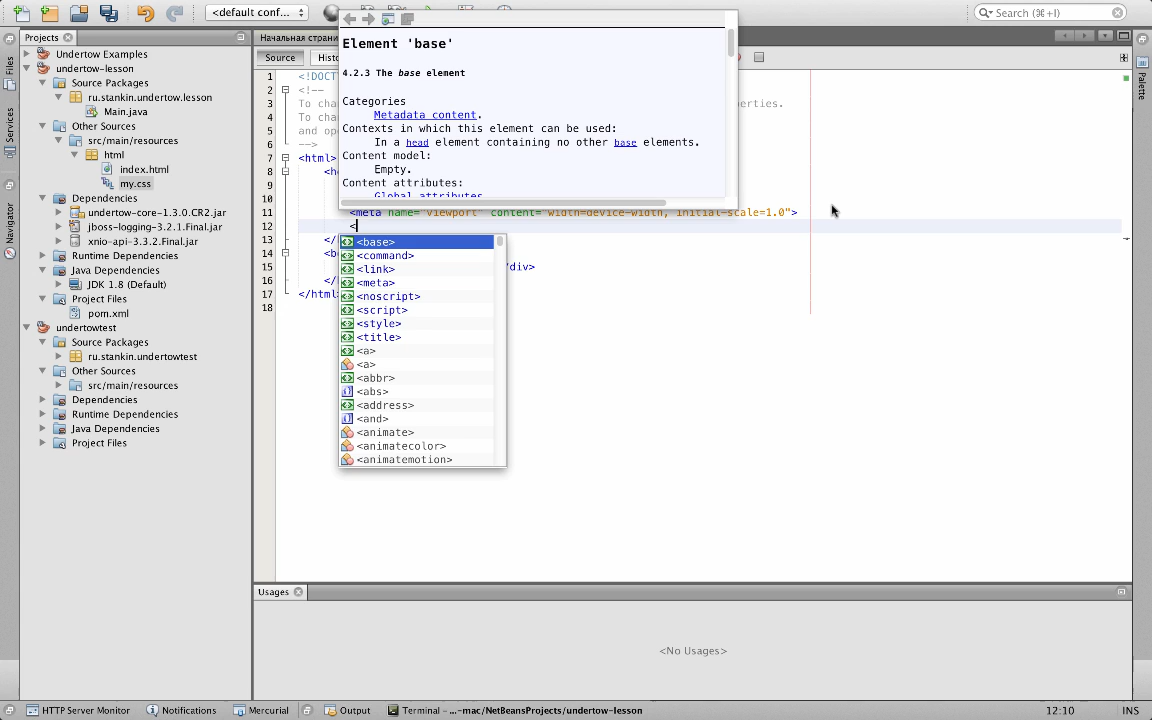 <default conf...
Search (⌘+I)
Projects
Files
Services
Navigator
Undertow Examples
undertow-lesson
Source Packages
ru.stankin.undertow.lesson
Main.java
Other Sources
src/main/resources
html
index.html
my.css
Dependencies
undertow-core-1.3.0.CR2.jar
jboss-logging-3.2.1.Final.jar
xnio-api-3.3.2.Final.jar
Runtime Dependencies
Java Dependencies
JDK 1.8 (Default)
Project Files
pom.xml
undertowtest
Source Packages
ru.stankin.undertowtest
Other Sources
src/main/resources
Dependencies
Runtime Dependencies
Java Dependencies
Project Files
Начальная страни
Source
Histo
Palette
Element 'base'
4.2.3 The base element
Categories
Metadata content.
Contexts in which this element can be used:
In a head element containing no other base elements.
Content model:
Empty.
Content attributes:
Global attributes
1 <!DOCT
2 <!--
3 To cha perties.
4 To cha
5 and ope
6 -->
7 <html>
8 <he
9
10
11 <meta name="viewport" content="width=device-width, initial-scale=1.0">
12 <
13 </
14 <bo
15 /div>
16 </
17 </html
18
<base>
<command>
<link>
<meta>
<noscript>
<script>
<style>
<title>
<a>
<a>
<abbr>
<abs>
<address>
<and>
<animate>
<animatecolor>
<animatemotion>
Usages
<No Usages>
HTTP Server Monitor
Notifications
Mercurial
Output
Terminal – ...-mac/NetBeansProjects/undertow-lesson
12:10
INS